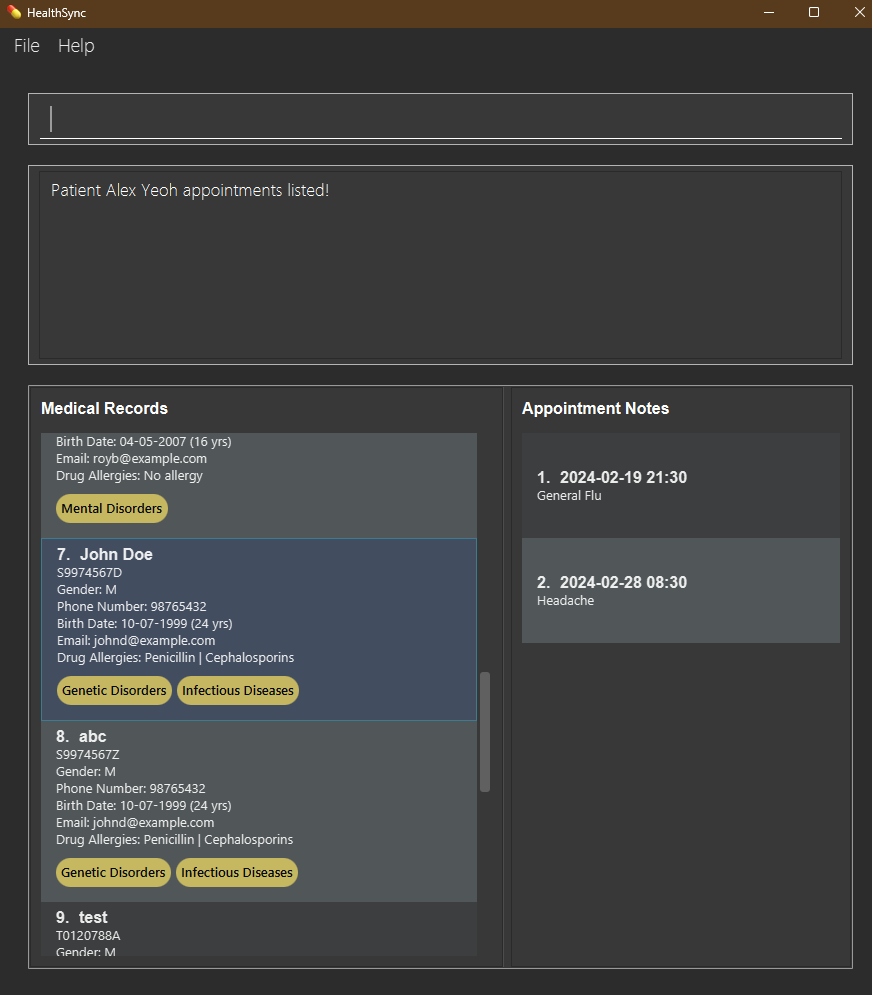 HealthSync
File Help
Patient Alex Yeoh appointments listed!
Medical Records
Birth Date: 04-05-2007 (16 yrs)
Email: royb@example.com
Drug Allergies: No allergy
Mental Disorders
7. John Doe
S9974567D
Gender: M
Phone Number: 98765432
Birth Date: 10-07-1999 (24 yrs)
Email: johnd@example.com
Drug Allergies: Penicillin | Cephalosporins
Genetic Disorders Infectious Diseases
8. abc
S9974567Z
Gender: M
Phone Number: 98765432
Birth Date: 10-07-1999 (24 yrs)
Email: johnd@example.com
Drug Allergies: Penicillin | Cephalosporins
Genetic Disorders Infectious Diseases
9. test
T0120788A
Gender: M
Appointment Notes
1. 2024-02-19 21:30
General Flu
2. 2024-02-28 08:30
Headache